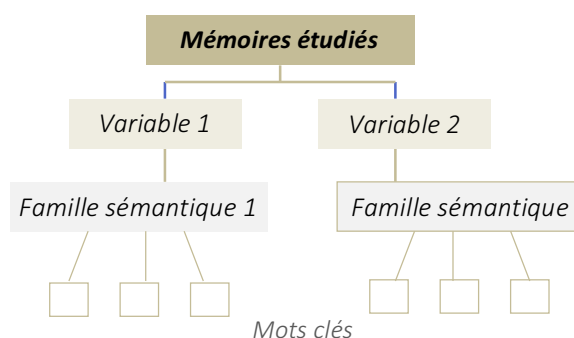 Mémoires étudiés
Variable 1
Variable 2
Famille sémantique 1
Famille sémantique
Mots clés